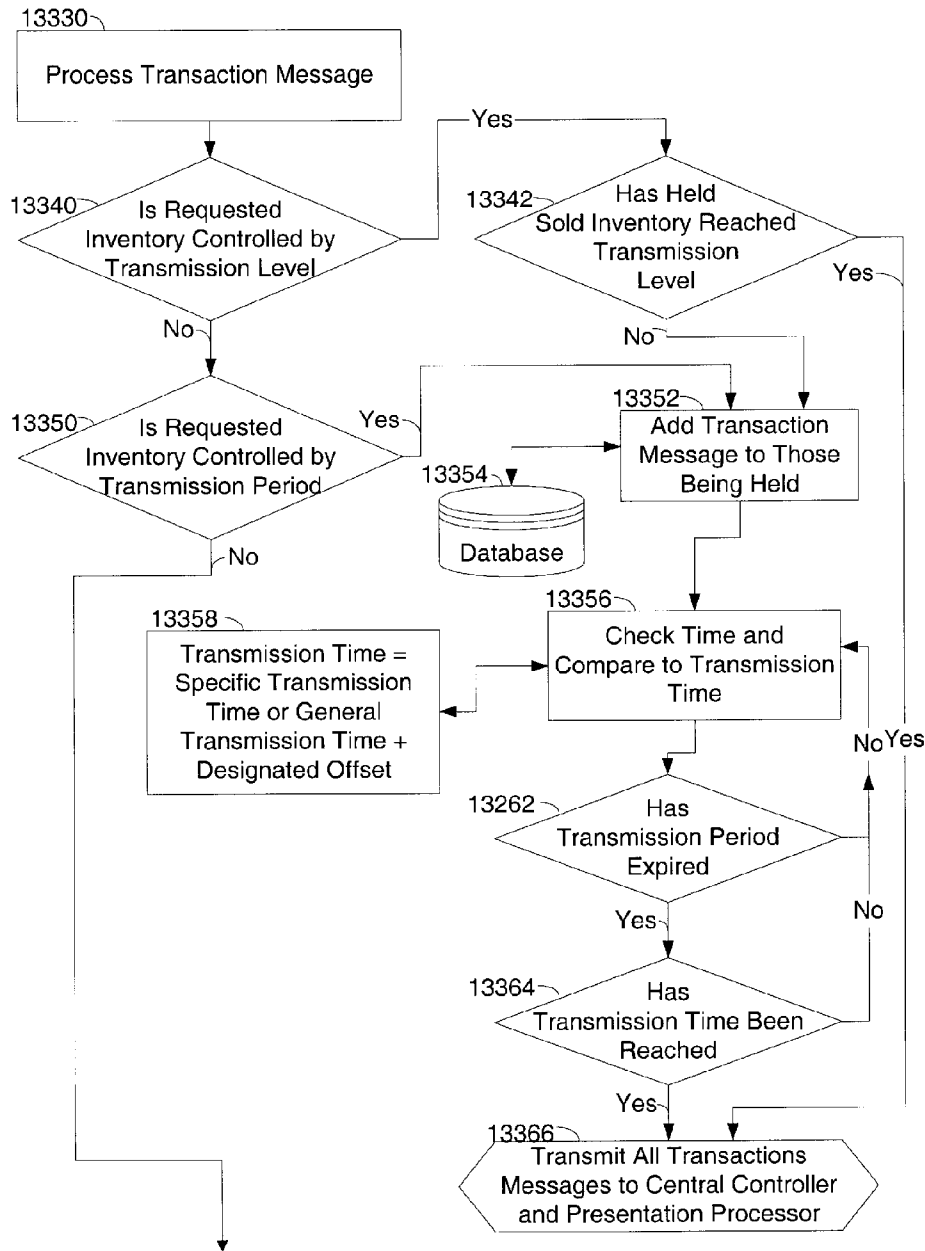 13330
Process Transaction Message
Yes
13340
Is Requested
Inventory Controlled by
Transmission Level
13342
Has Held
Sold Inventory Reached
Transmission
Level
Yes
No
No
13350
Is Requested
Inventory Controlled by
Transmission Period
Yes
13352
Add Transaction
Message to Those
Being Held
13354
Database
No
13356
Check Time and
Compare to Transmission
Time
13358
Transmission Time =
Specific Transmission
Time or General
Transmission Time +
Designated Offset
No
Yes
13262
Has
Transmission Period
Expired
No
Yes
13364
Has
Transmission Time Been
Reached
Yes
13366
Transmit All Transactions
Messages to Central Controller
and Presentation Processor